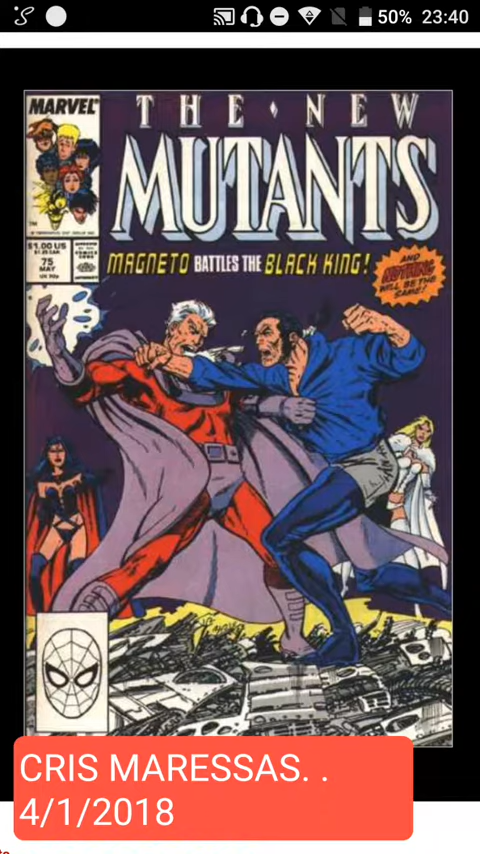 50% 23:40
MARVEL
THE • NEW
MUTANTS
$1.00 US
75
MAY
MAGNETO BATTLES THE BLACK KING!
AND
NOTHING
WILL BE THE
SAME!
CRIS MARESSAS. .
4/1/2018